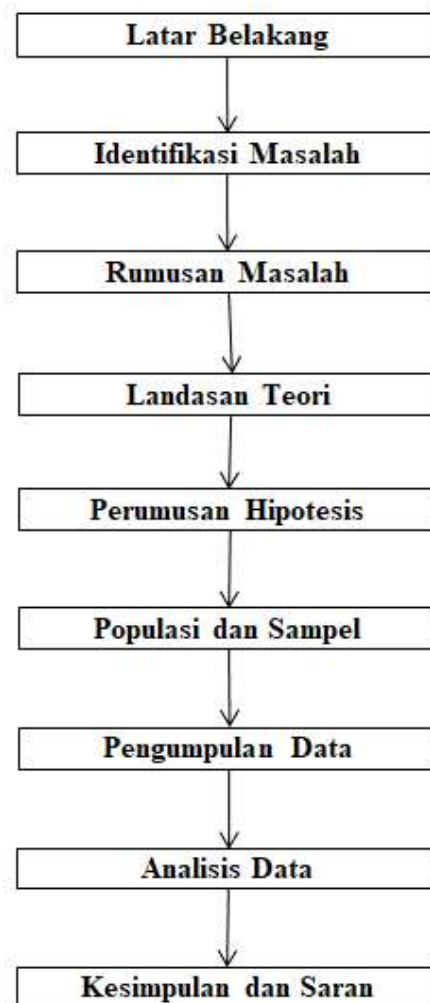 Latar Belakang
Identifikasi Masalah
Rumusan Masalah
Landasan Teori
Perumusan Hipotesis
Populasi dan Sampel
Pengumpulan Data
Analisis Data
Kesimpulan dan Saran